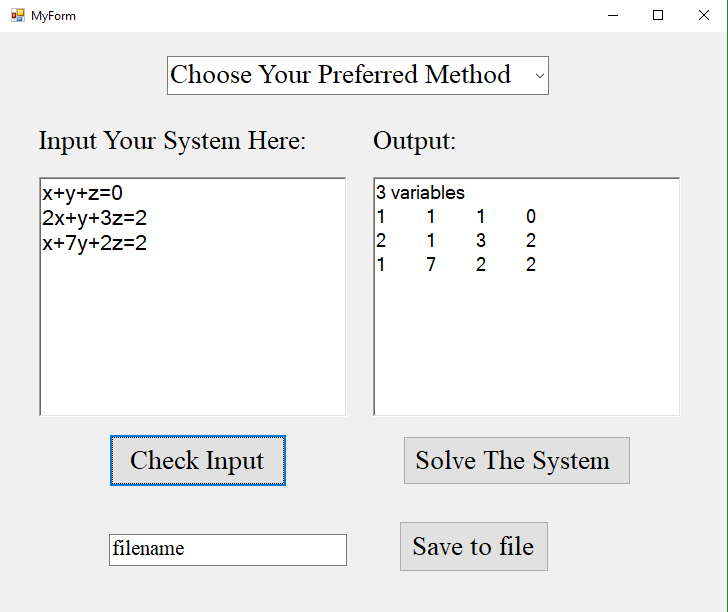 MyForm
Choose Your Preferred Method
Input Your System Here:
Output:
x+y+z=0
2x+y+3z=2
x+7y+2z=2
3 variables
1 1 1 0
2 1 3 2
1 7 2 2
Check Input
Solve The System
filename
Save to file